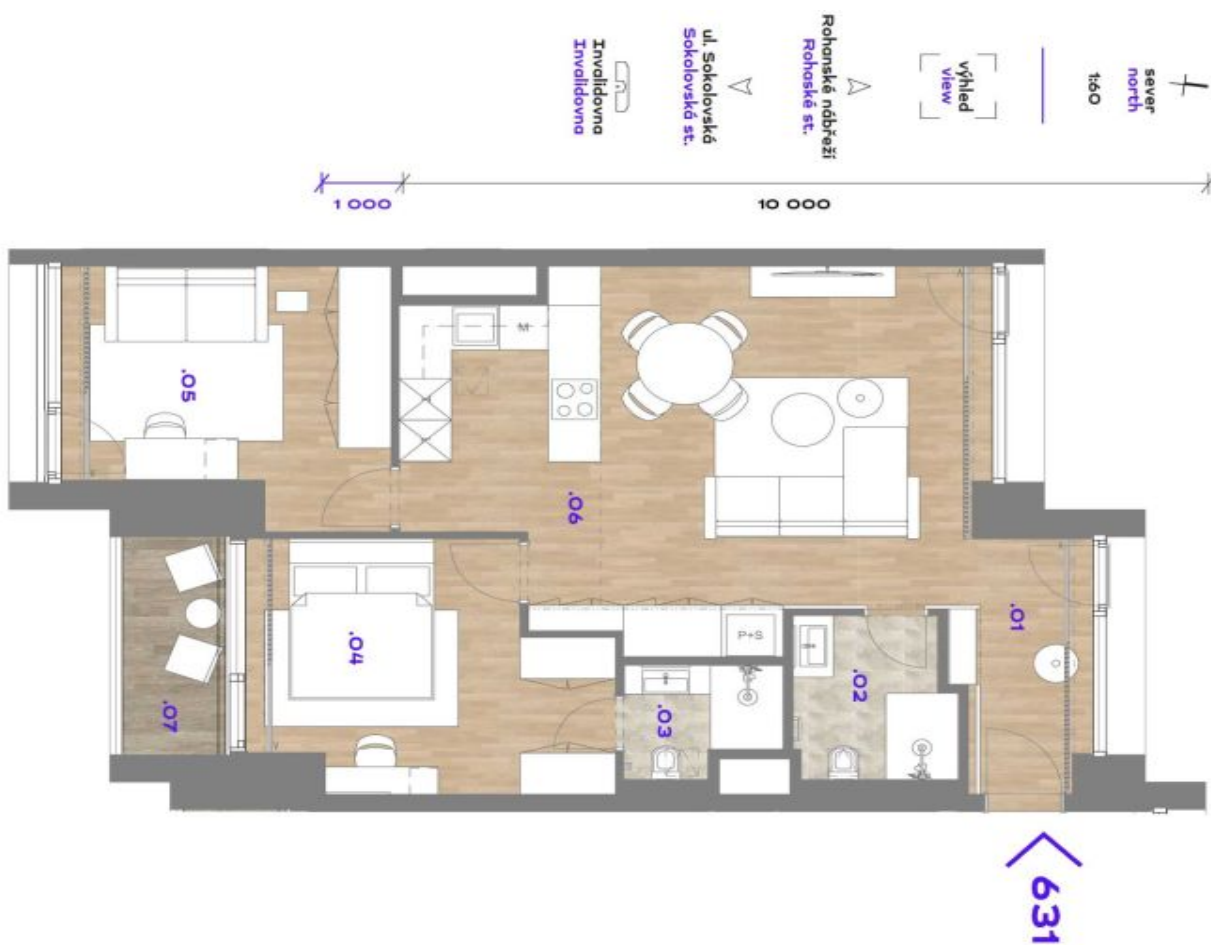 sever
north
1:60
výhled
view
Rohanské nábřeží
Rohaské st.
ul. Sokolovská
Sokolovská st.
Invalidovna
Invalidovna
1 000
10 000
.05
.06
.01
.04
.07
.03
.02
M
P+S
631